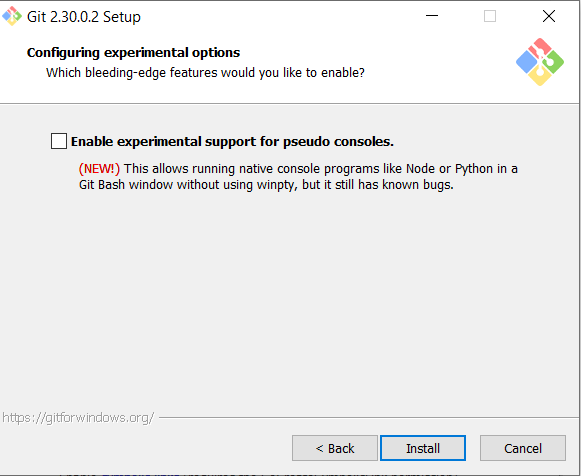 Git 2.30.0.2 Setup
Configuring experimental options
Which bleeding-edge features would you like to enable?
Enable experimental support for pseudo consoles.
(NEW!) This allows running native console programs like Node or Python in a
Git Bash window without using winpty, but it still has known bugs.
https://gitforwindows.org/
< Back
Install
Cancel